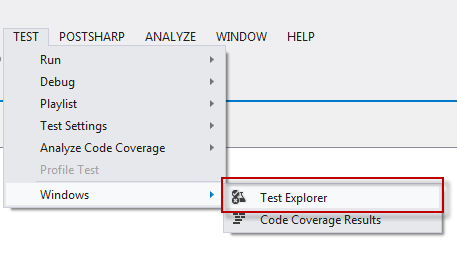 TEST POSTSHARP ANALYZE WINDOW HELP
Run
Debug
Playlist
Test Settings
Analyze Code Coverage
Profile Test
Windows
Test Explorer
Code Coverage Results